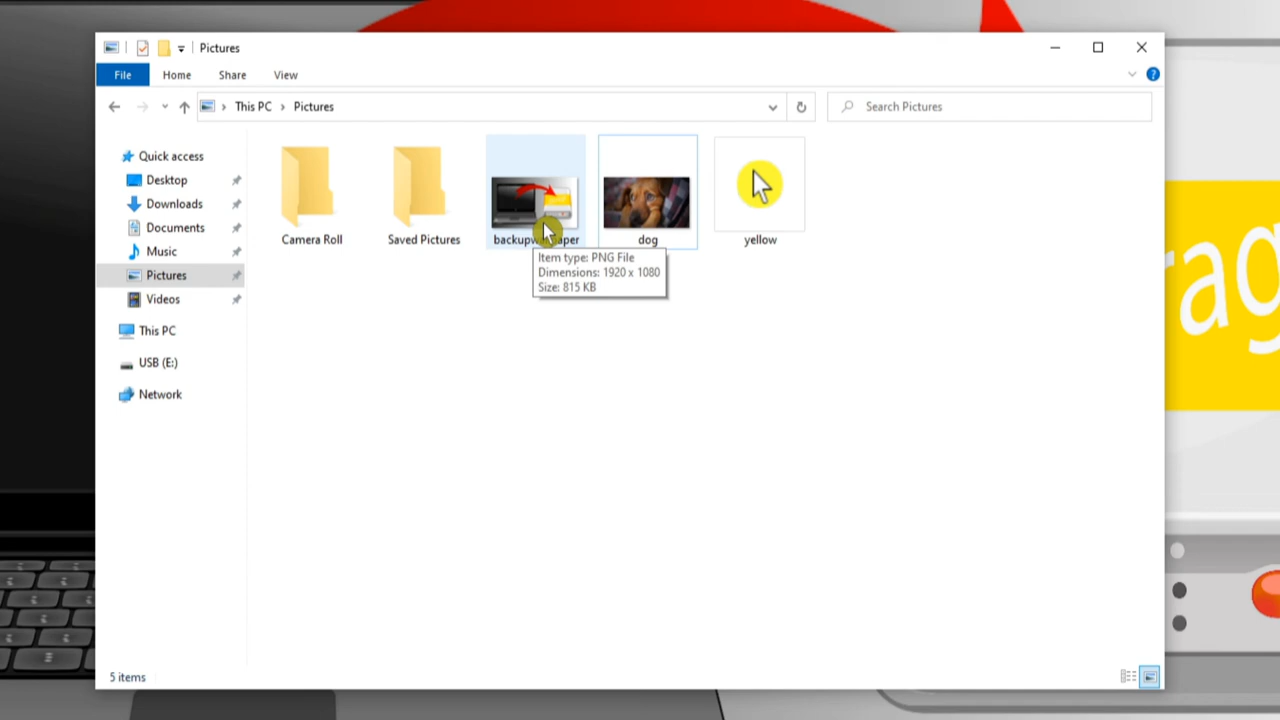 Pictures
File Home Share View
This PC > Pictures
Search Pictures
Quick access
Desktop
Downloads
Documents
Music
Pictures
Videos
This PC
USB (E:)
Network
Camera Roll
Saved Pictures
dog
yellow
Item type: PNG File
Dimensions: 1920 x 1080
Size: 815 KB
5 items
rag